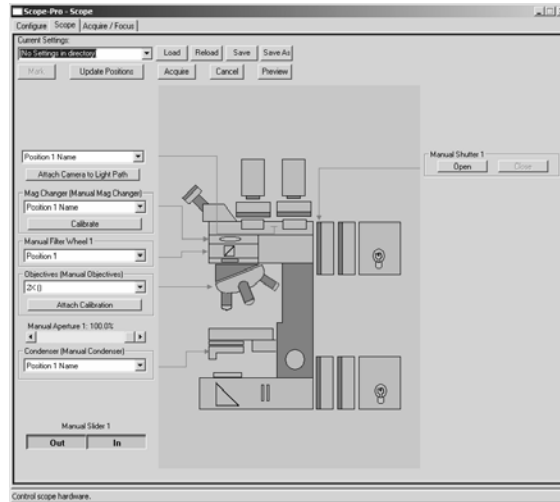 Scope-Pro - Scope
Configure Scope Acquire / Focus
Current Settings:
(No Settings in directory) Load Reload Save Save As
Mark Update Positions Acquire Cancel Preview
Position 1 Name
Attach Camera to Light Path
Manual Shutter 1
Open Close
Mag Changer (Manual Mag Changer)
Position 1 Name
Calibrate
Manual Filter Wheel 1
Position 1
Objectives (Manual Objectives)
2X ()
Attach Calibration
Manual Aperture 1: 100.0%
Condenser (Manual Condenser)
Position 1 Name
Manual Slider 1
Out In
Control scope hardware.